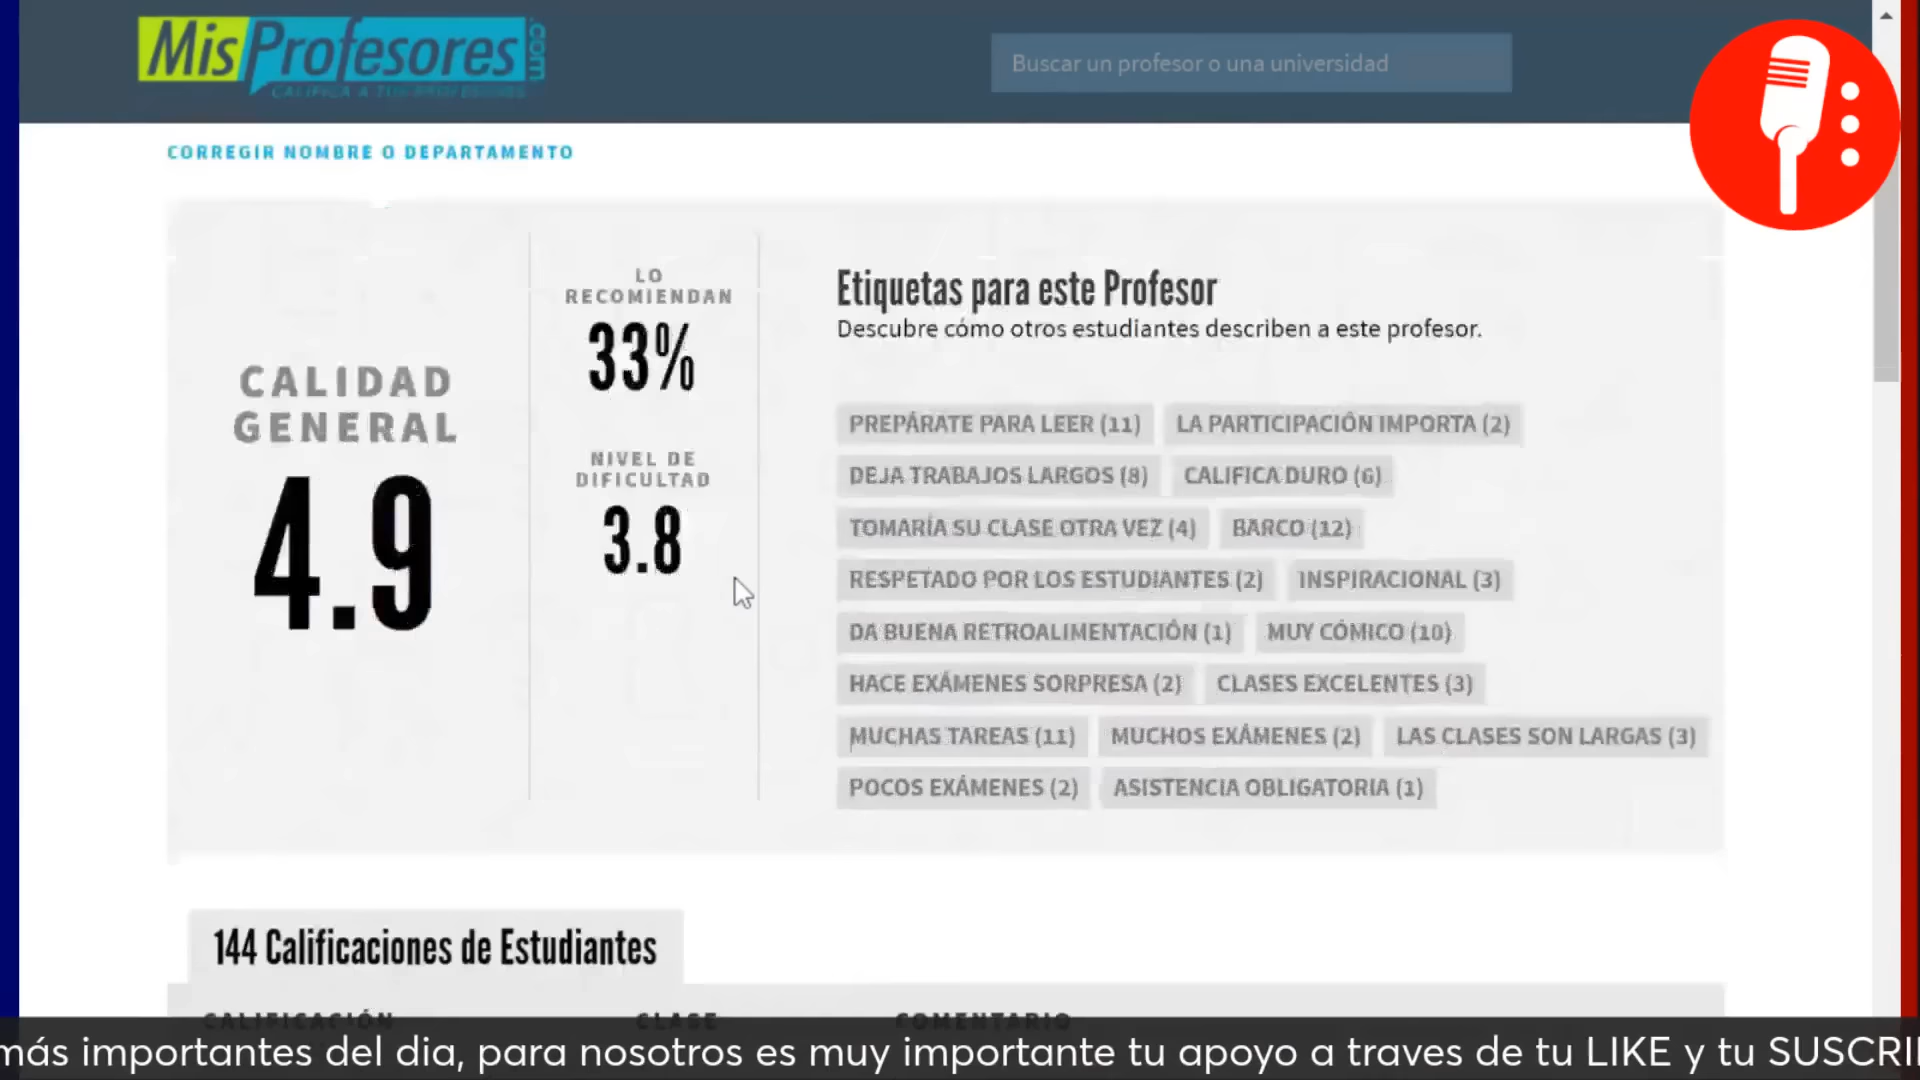 MisProfesores.com
CALIFICA A TUS PROFESORES
Buscar un profesor o una universidad
CORREGIR NOMBRE O DEPARTAMENTO
CALIDAD
GENERAL
4.9
LO
RECOMIENDAN
33%
NIVEL DE
DIFICULTAD
3.8
Etiquetas para este Profesor
Descubre cómo otros estudiantes describen a este profesor.
PREPÁRATE PARA LEER (11) LA PARTICIPACIÓN IMPORTA (2)
DEJA TRABAJOS LARGOS (8) CALIFICA DURO (6)
TOMARÍA SU CLASE OTRA VEZ (4) BARCO (12)
RESPETADO POR LOS ESTUDIANTES (2) INSPIRACIONAL (3)
DA BUENA RETROALIMENTACIÓN (1) MUY CÓMICO (10)
HACE EXÁMENES SORPRESA (2) CLASES EXCELENTES (3)
MUCHAS TAREAS (11) MUCHOS EXÁMENES (2) LAS CLASES SON LARGAS (3)
POCOS EXÁMENES (2) ASISTENCIA OBLIGATORIA (1)
144 Calificaciones de Estudiantes
CALIFICACIÓN CLASE COMENTARIO
más importantes del dia, para nosotros es muy importante tu apoyo a traves de tu LIKE y tu SUSCRI